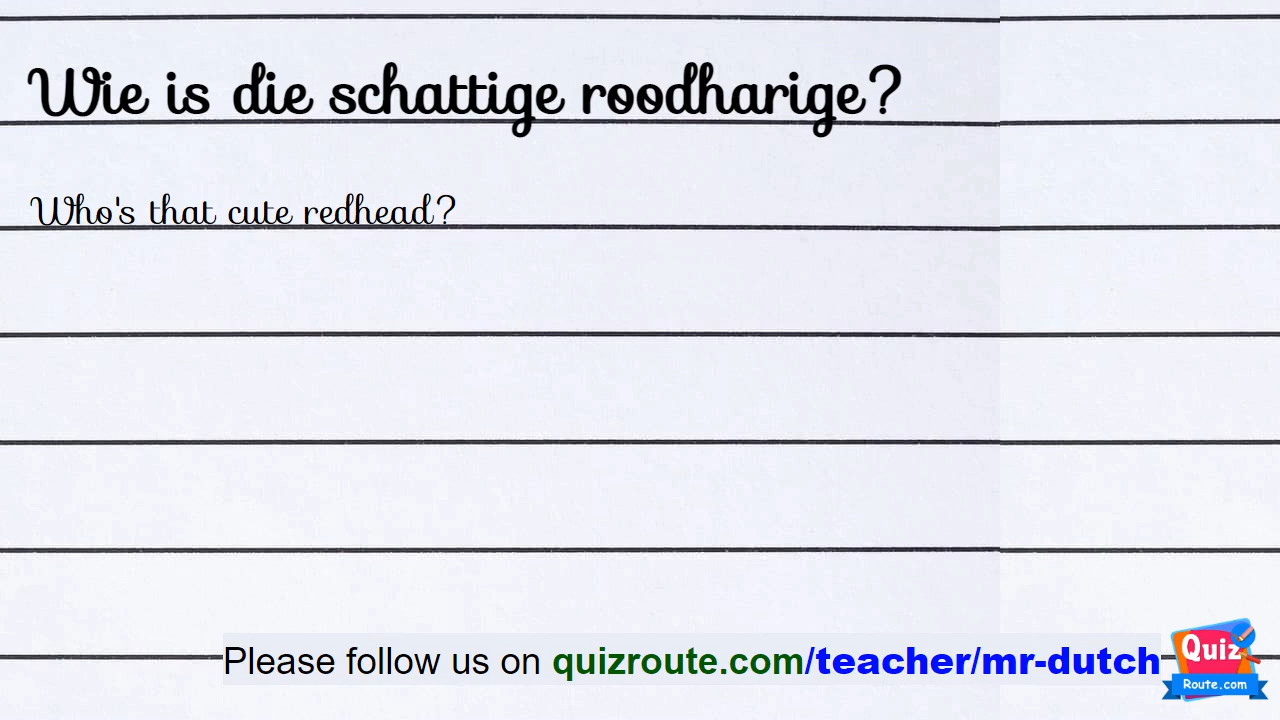 Wie is die schattige roodharige?
Who's that cute redhead?
Please follow us on quizroute.com/teacher/mr-dutch
Quiz
Route.com